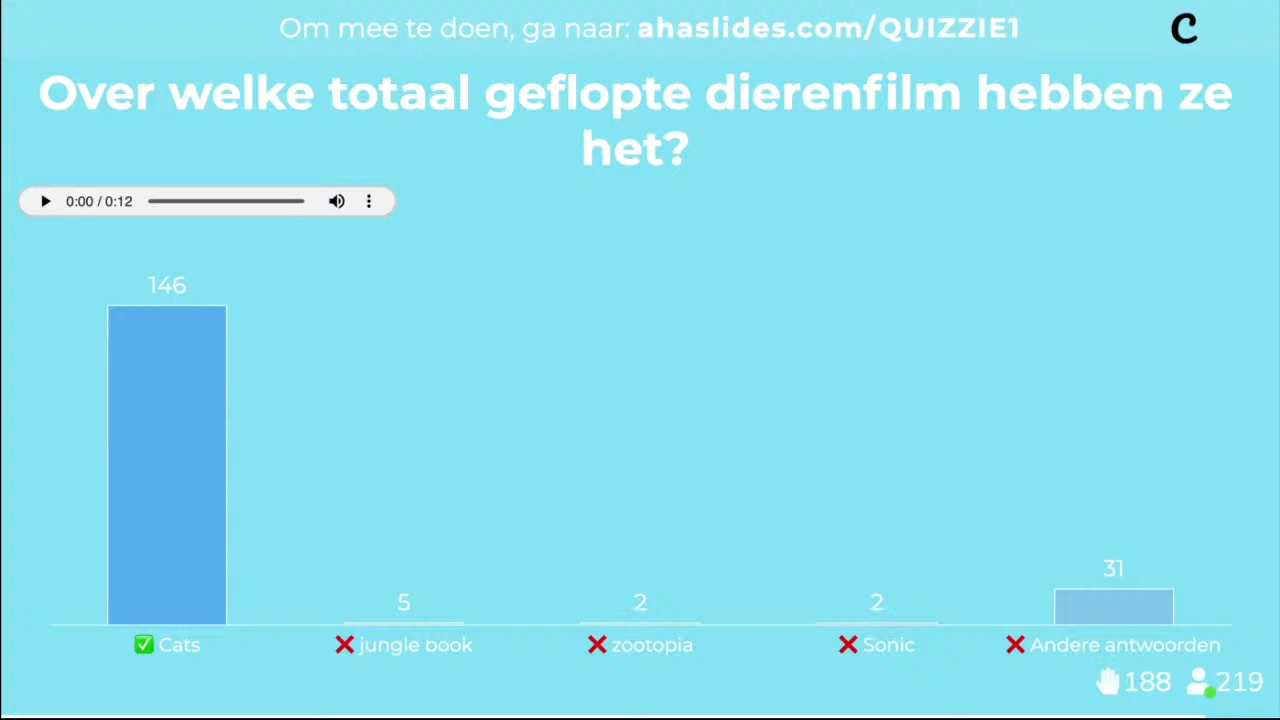 Om mee te doen, ga naar: ahaslides.com/QUIZZIE1
C
Over welke totaal geflopte dierenfilm hebben ze
het?
0:00 / 0:12
146
31
5
2
2
✅ Cats
❌ jungle book
❌ zootopia
❌ Sonic
❌ Andere antwoorden
188
219